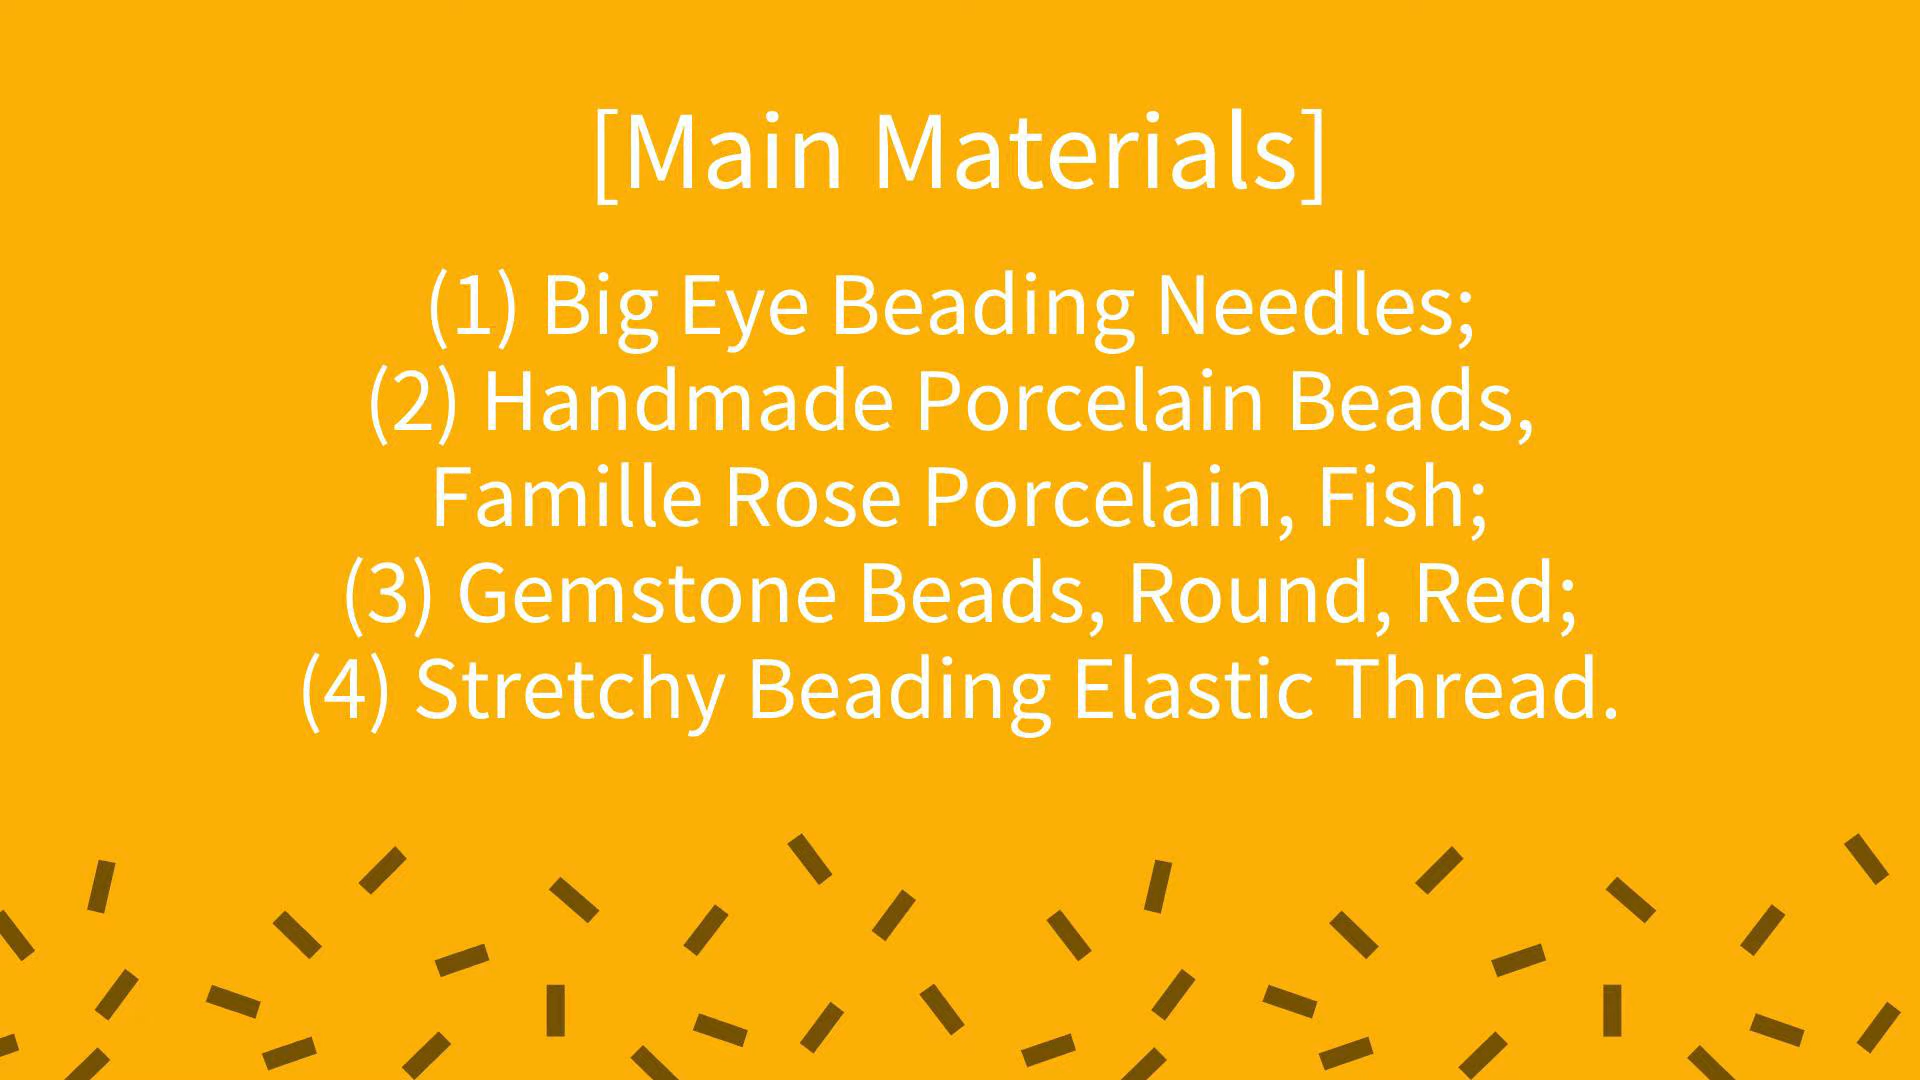 [Main Materials]
(1) Big Eye Beading Needles;
(2) Handmade Porcelain Beads,
Famille Rose Porcelain, Fish;
(3) Gemstone Beads, Round, Red;
(4) Stretchy Beading Elastic Thread.